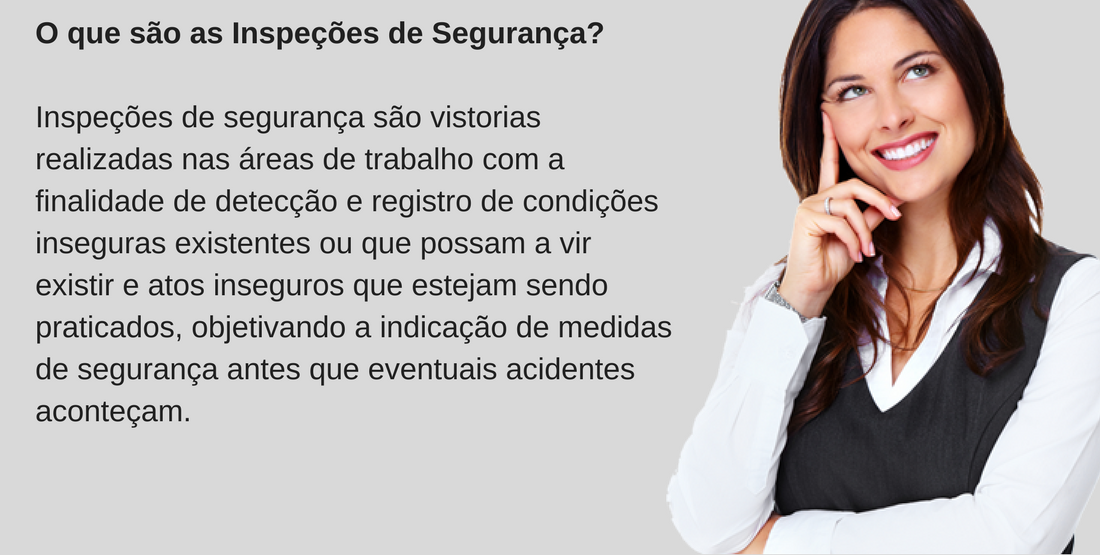 O que são as Inspeções de Segurança?
Inspeções de segurança são vistorias
realizadas nas áreas de trabalho com a
finalidade de detecção e registro de condições
inseguras existentes ou que possam a vir
existir e atos inseguros que estejam sendo
praticados, objetivando a indicação de medidas
de segurança antes que eventuais acidentes
aconteçam.